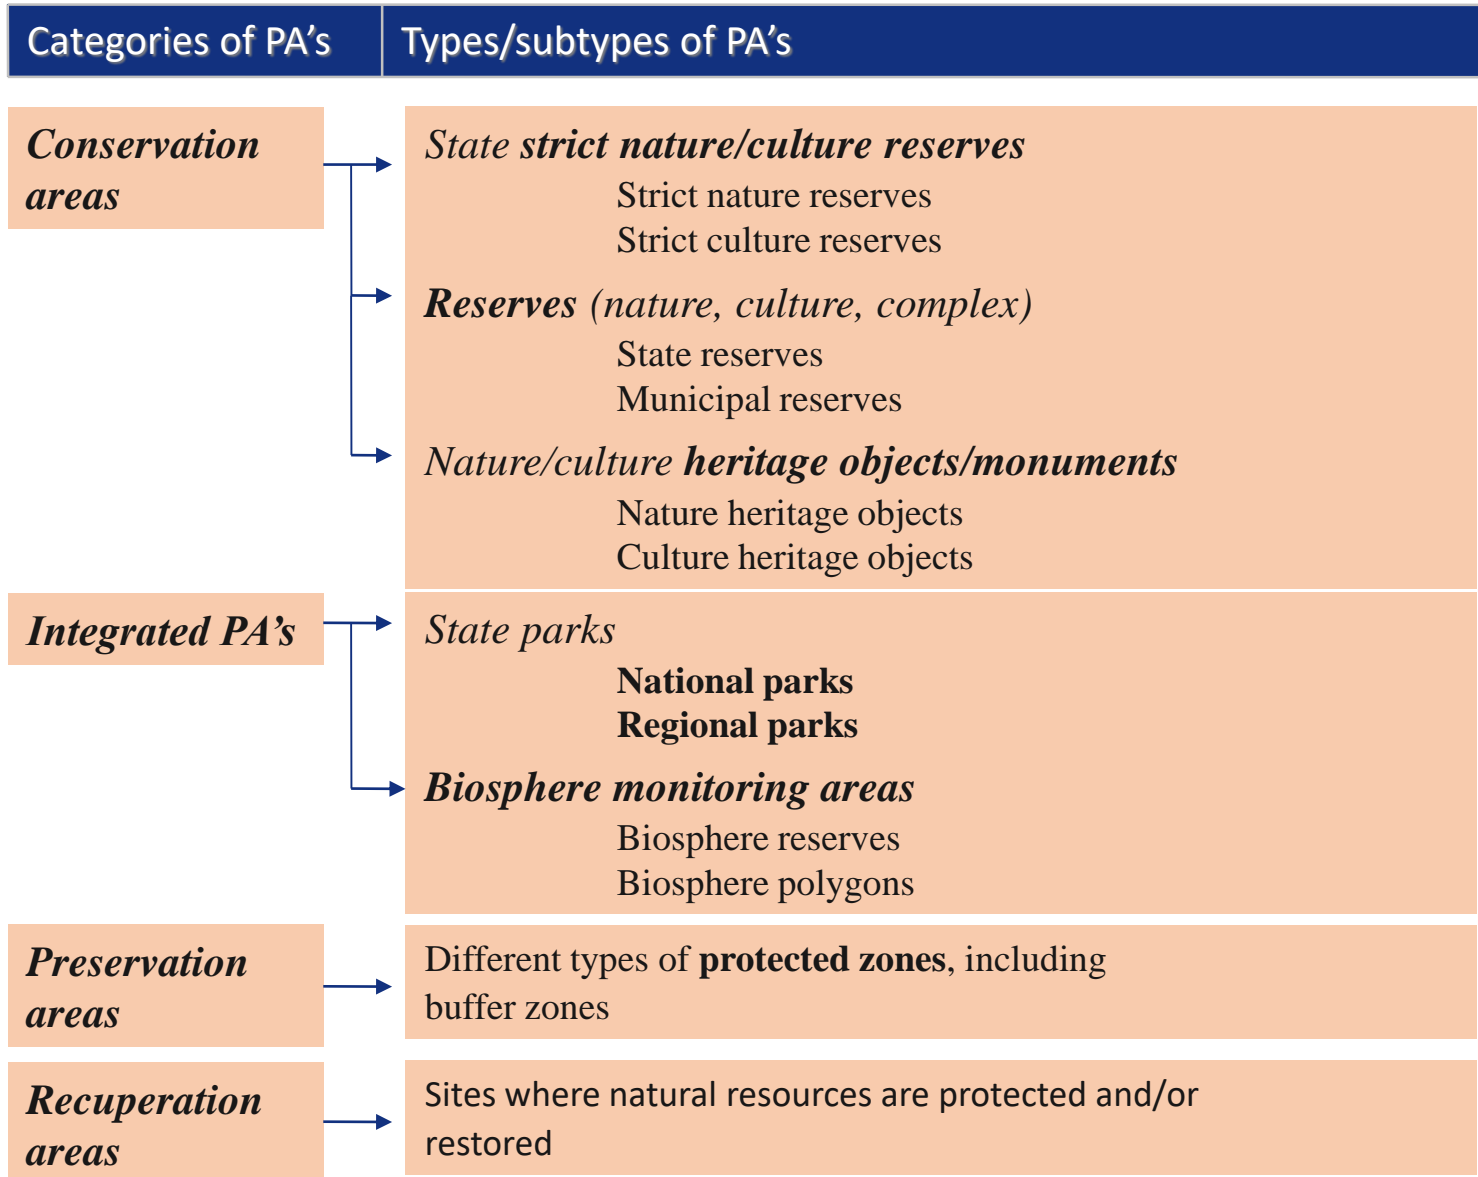 Categories of PA's
Types/subtypes of PA's
Conservation
areas
State strict nature/culture reserves
Strict nature reserves
Strict culture reserves
Reserves (nature, culture, complex)
State reserves
Municipal reserves
Nature/culture heritage objects/monuments
Nature heritage objects
Culture heritage objects
Integrated PA's
State parks
National parks
Regional parks
Biosphere monitoring areas
Biosphere reserves
Biosphere polygons
Preservation
areas
Different types of protected zones, including
buffer zones
Recuperation
areas
Sites where natural resources are protected and/or
restored